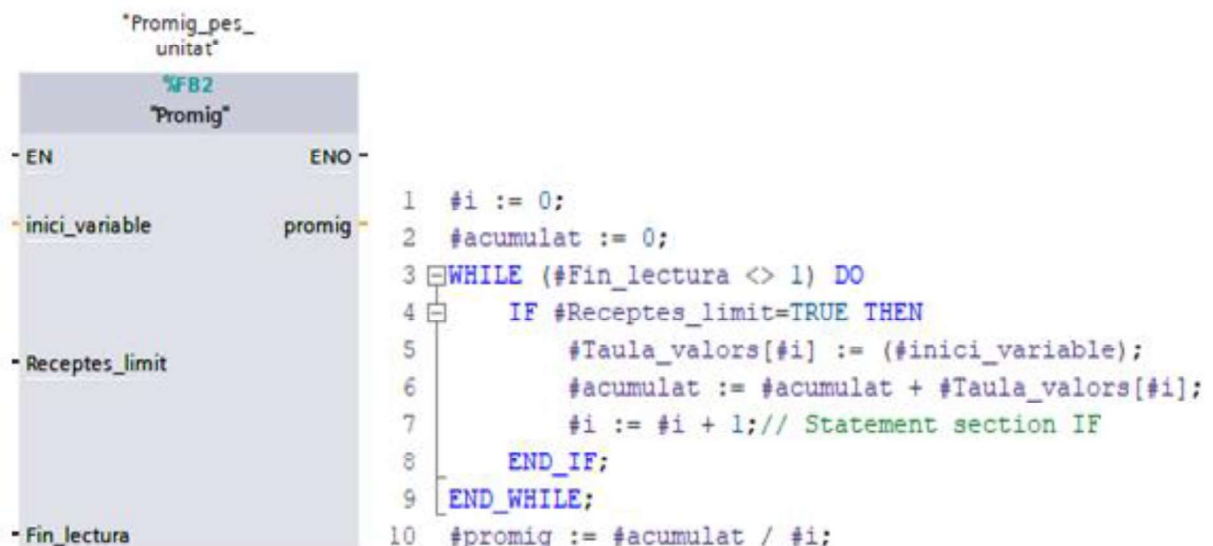 "Promig_pes_
unitat"
%FB2
"Promig"
EN ENO
inici_variable promig
Receptes_limit
Fin_lectura
1 #i := 0;
2 #acumulat := 0;
3 WHILE (#Fin_lectura <> 1) DO
4 IF #Receptes_limit=TRUE THEN
5 #Taula_valors[#i] := (#inici_variable);
6 #acumulat := #acumulat + #Taula_valors[#i];
7 #i := #i + 1;// Statement section IF
8 END_IF;
9 END_WHILE;
10 #promig := #acumulat / #i;